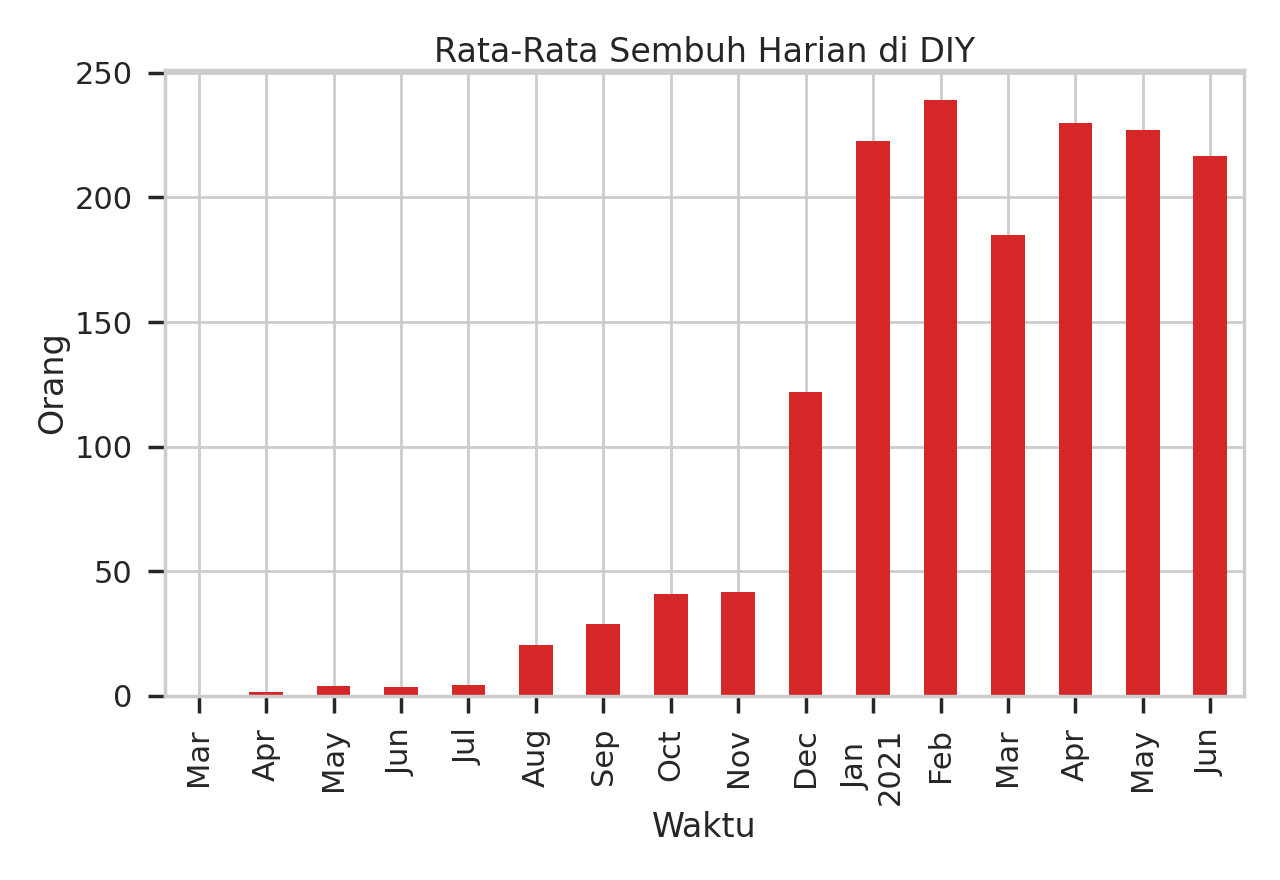 Rata-Rata Sembuh Harian di DIY
250
200
150
100
50
0
Orang
Mar
Apr
May
Jun
Jul
Aug
Sep
Oct
Nov
Dec
Jan
2021
Feb
Mar
Apr
May
Jun
Waktu